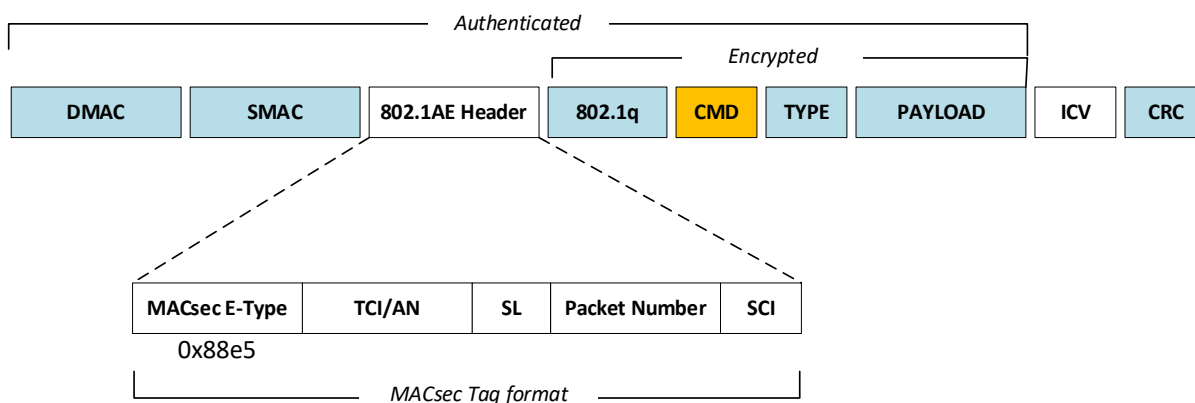 Authenticated
Encrypted
DMAC SMAC 802.1AE Header 802.1q CMD TYPE PAYLOAD ICV CRC
MACsec E-Type TCI/AN SL Packet Number SCI
0x88e5
MACsec Tag format